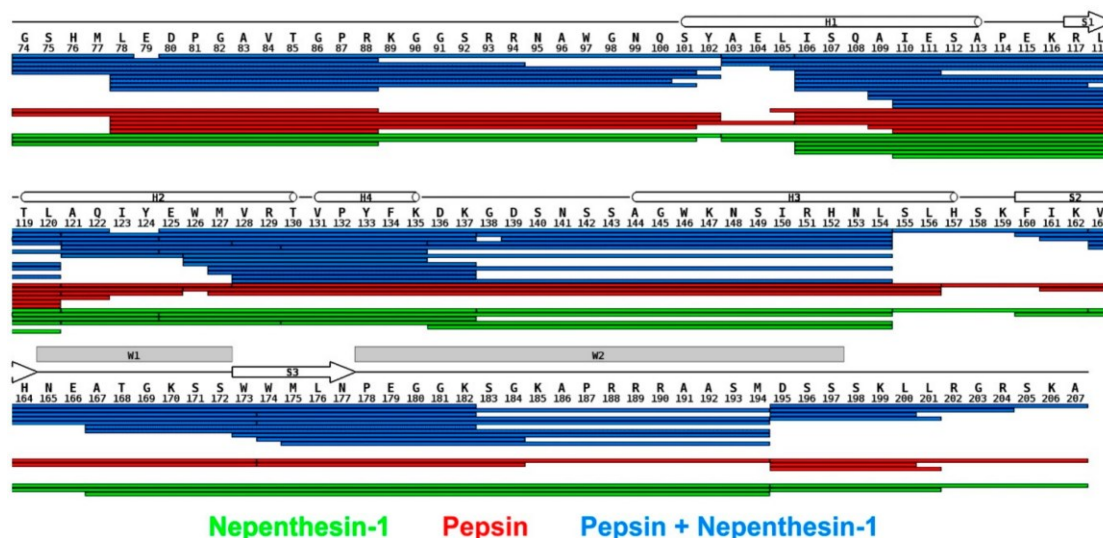 H1 S1
G S H M L E D P G A V T G P R K G G S R R N A W G N Q S Y A E L I S Q A I E S A P E K R L
74 75 76 77 78 79 80 81 82 83 84 85 86 87 88 89 90 91 92 93 94 95 96 97 98 99 100 101 102 103 104 105 106 107 108 109 110 111 112 113 114 115 116 117 11
H2 H4 H3 S2
T L A Q I Y E W M V R T V P Y F K D K G D S N S S A G W K N S I R H N L S L H S K F I K V
119 120 121 122 123 124 125 126 127 128 129 130 131 132 133 134 135 136 137 138 139 140 141 142 143 144 145 146 147 148 149 150 151 152 153 154 155 156 157 158 159 160 161 162 16
W1 S3 W2
H N E A T G K S S W W M L N P E G G K S G K A P R R R A A S M D S S S K L L R G R S K A
164 165 166 167 168 169 170 171 172 173 174 175 176 177 178 179 180 181 182 183 184 185 186 187 188 189 190 191 192 193 194 195 196 197 198 199 200 201 202 203 204 205 206 207
Nepenthesin-1 Pepsin Pepsin + Nepenthesin-1